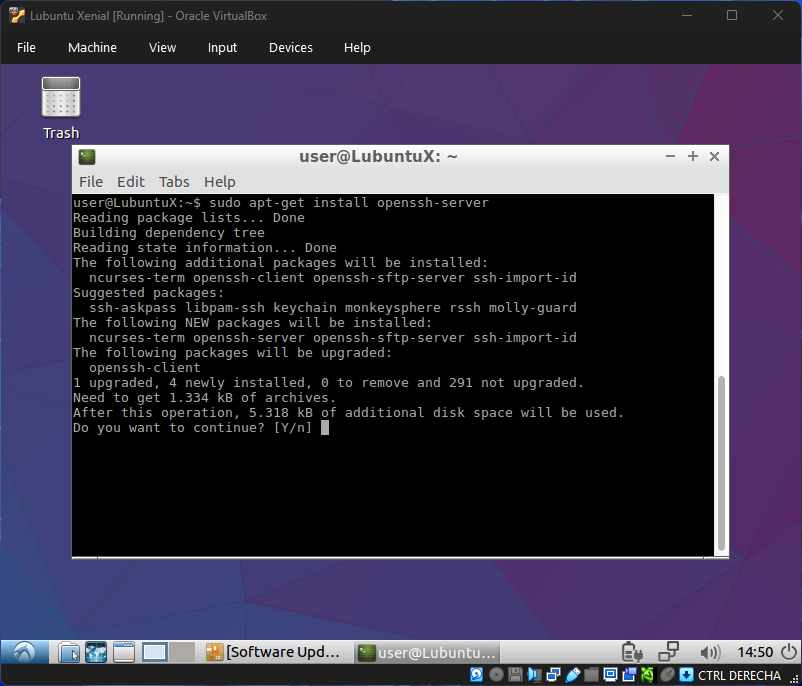 Lubuntu Xenial [Running] - Oracle VirtualBox
File Machine View Input Devices Help
Trash
user@LubuntuX: ~
File Edit Tabs Help
user@LubuntuX:~$ sudo apt-get install openssh-server
Reading package lists... Done
Building dependency tree
Reading state information... Done
The following additional packages will be installed:
  ncurses-term openssh-client openssh-sftp-server ssh-import-id
Suggested packages:
  ssh-askpass libpam-ssh keychain monkeysphere rssh molly-guard
The following NEW packages will be installed:
  ncurses-term openssh-server openssh-sftp-server ssh-import-id
The following packages will be upgraded:
  openssh-client
1 upgraded, 4 newly installed, 0 to remove and 291 not upgraded.
Need to get 1.334 kB of archives.
After this operation, 5.318 kB of additional disk space will be used.
Do you want to continue? [Y/n]
[Software Upd... user@Lubuntu... 14:50
CTRL DERECHA